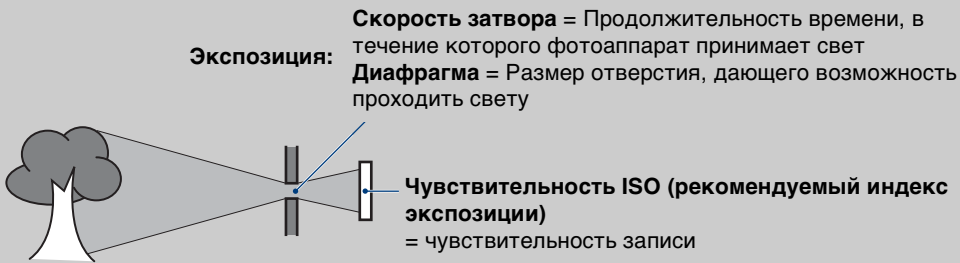 Экспозиция:
Скорость затвора = Продолжительность времени, в
течение которого фотоаппарат принимает свет
Диафрагма = Размер отверстия, дающего возможность
проходить свету
Чувствительность ISO (рекомендуемый индекс
экспозиции)
= чувствительность записи